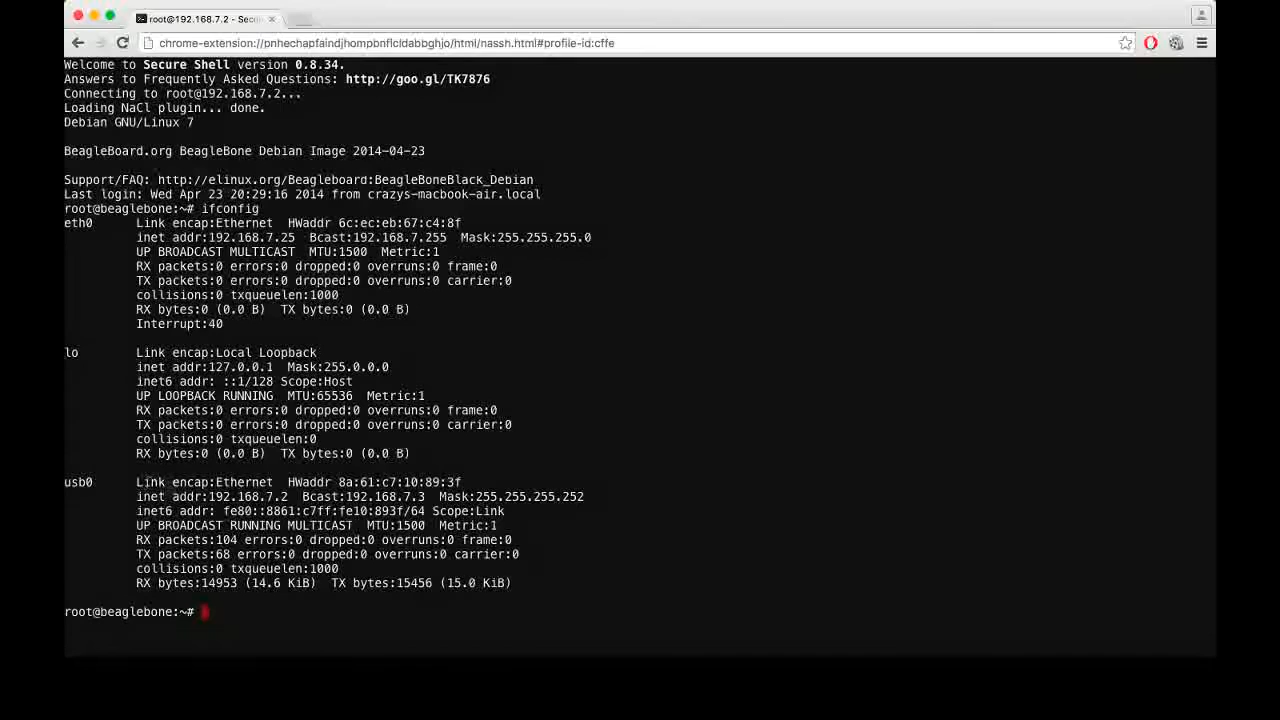 root@192.168.7.2 - Secu
chrome-extension://pnhechapfaindjhompbnflcldabbghjo/html/nassh.html#profile-id:cffe
Welcome to Secure Shell version 0.8.34.
Answers to Frequently Asked Questions: http://goo.gl/TK7876
Connecting to root@192.168.7.2...
Loading NaCl plugin... done.
Debian GNU/Linux 7
BeagleBoard.org BeagleBone Debian Image 2014-04-23
Support/FAQ: http://elinux.org/Beagleboard:BeagleBoneBlack_Debian
Last login: Wed Apr 23 20:29:16 2014 from crazys-macbook-air.local
root@beaglebone:~# ifconfig
eth0 Link encap:Ethernet HWaddr 6c:ec:eb:67:c4:8f
inet addr:192.168.7.25 Bcast:192.168.7.255 Mask:255.255.255.0
UP BROADCAST MULTICAST MTU:1500 Metric:1
RX packets:0 errors:0 dropped:0 overruns:0 frame:0
TX packets:0 errors:0 dropped:0 overruns:0 carrier:0
collisions:0 txqueuelen:1000
RX bytes:0 (0.0 B) TX bytes:0 (0.0 B)
Interrupt:40
lo Link encap:Local Loopback
inet addr:127.0.0.1 Mask:255.0.0.0
inet6 addr: ::1/128 Scope:Host
UP LOOPBACK RUNNING MTU:65536 Metric:1
RX packets:0 errors:0 dropped:0 overruns:0 frame:0
TX packets:0 errors:0 dropped:0 overruns:0 carrier:0
collisions:0 txqueuelen:0
RX bytes:0 (0.0 B) TX bytes:0 (0.0 B)
usb0 Link encap:Ethernet HWaddr 8a:61:c7:10:89:3f
inet addr:192.168.7.2 Bcast:192.168.7.3 Mask:255.255.255.252
inet6 addr: fe80::8861:c7ff:fe10:893f/64 Scope:Link
UP BROADCAST RUNNING MULTICAST MTU:1500 Metric:1
RX packets:104 errors:0 dropped:0 overruns:0 frame:0
TX packets:68 errors:0 dropped:0 overruns:0 carrier:0
collisions:0 txqueuelen:1000
RX bytes:14953 (14.6 KiB) TX bytes:15456 (15.0 KiB)
root@beaglebone:~#